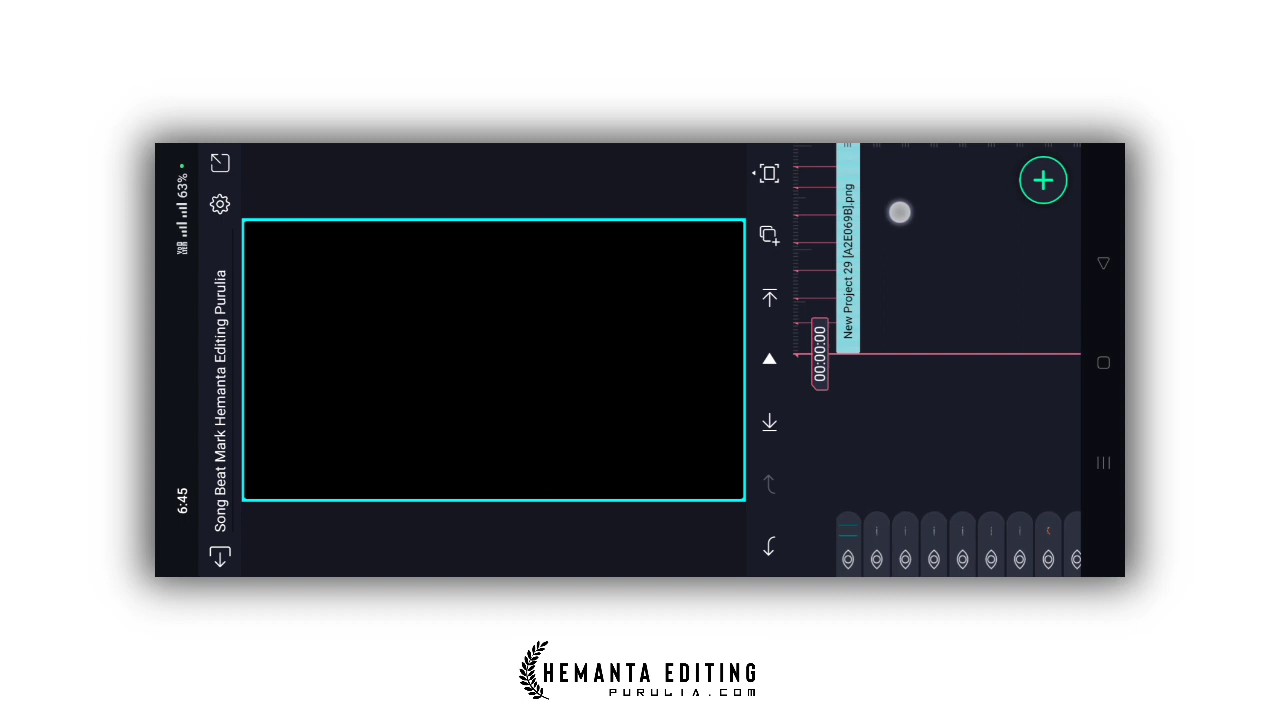 6:45
63%
Song Beat Mark Hemanta Editing Purulia
00:00:00
New Project 29 [A2E069B].png
HEMANTA EDITING
PURULIA.COM